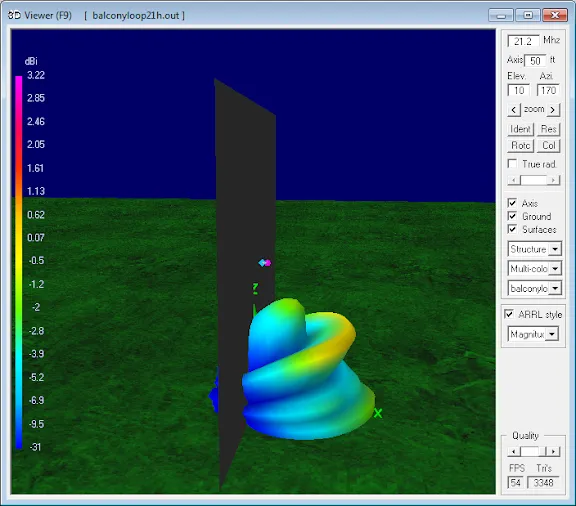 3D Viewer (F9) [ balconyloop21h.out ]
dBi
3.22
2.85
2.46
2.05
1.61
1.13
0.62
0.07
-0.5
-1.2
-2
-2.8
-3.9
-5.2
-6.9
-9.5
-31
Z
X
21.2 Mhz
Axis 50 ft
Elev. Azi.
10 170
< zoom >
Ident Res
Rotc Col
True rad.
Axis
Ground
Surfaces
Structure
Multi-colo
balconylo
ARRL style
Magnitu
Quality
FPS Tri's
54 3348